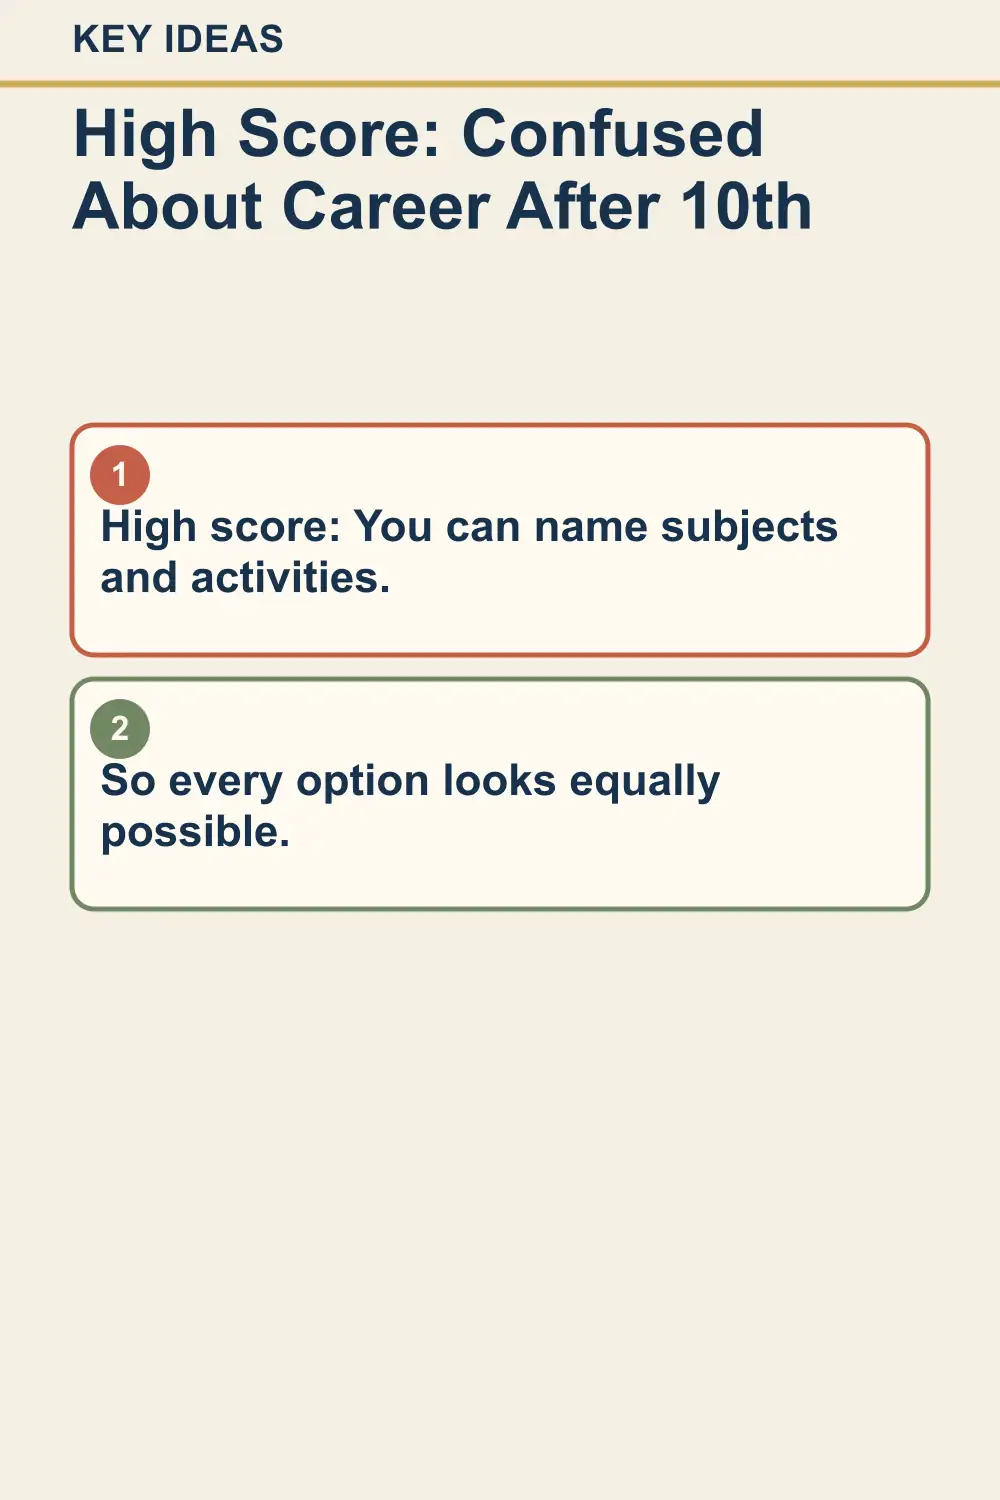 KEY IDEAS
High Score: Confused
About Career After 10th
1
High score: You can name subjects
and activities.
2
So every option looks equally
possible.